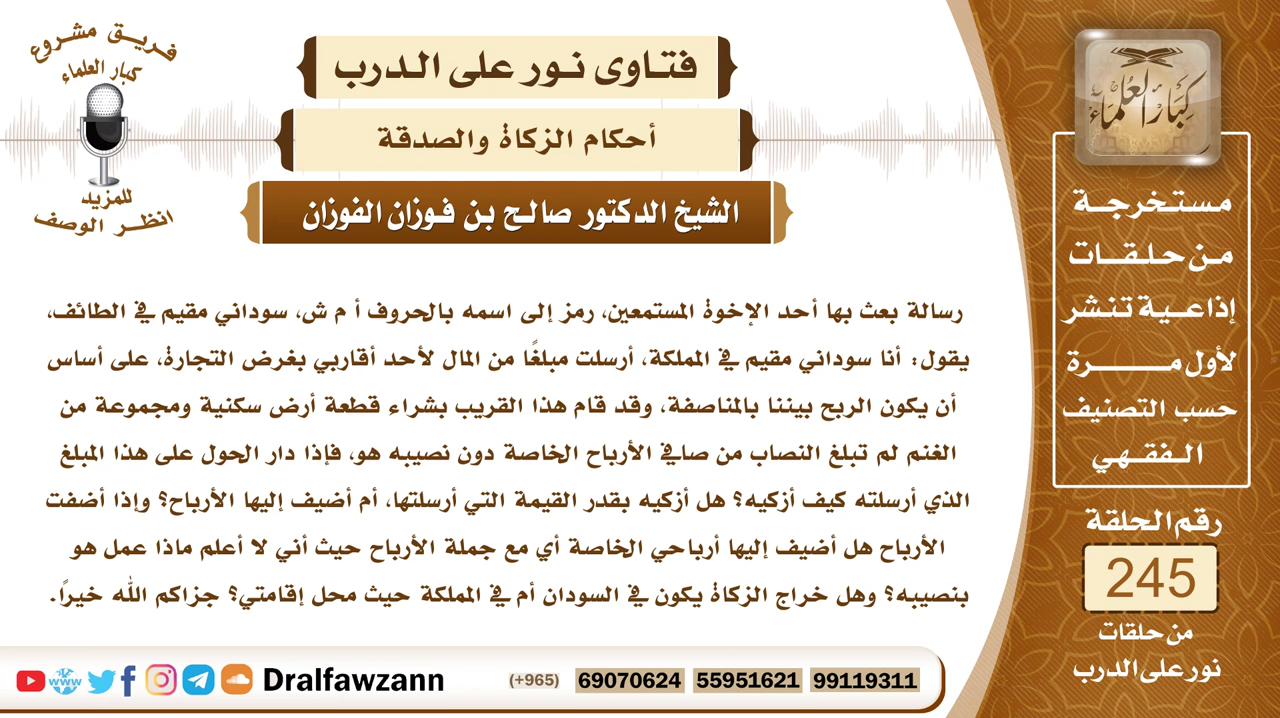 فريق مشروع
كبار العلماء
للمزيد
انظر الوصف
فتاوى نور على الدرب
أحكام الزكاة والصدقة
الشيخ الدكتور صالح بن فوزان الفوزان
رسالة بعث بها أحد الإخوة المستمعين، رمز إلى اسمه بالحروف أ م ش، سوداني مقيم في الطائف،
يقول: أنا سوداني مقيم في المملكة، أرسلت مبلغًا من المال لأحد أقاربي بغرض التجارة، على أساس
أن يكون الربح بيننا بالمناصفة، وقد قام هذا القريب بشراء قطعة أرض سكنية ومجموعة من
الغنم لم تبلغ النصاب من صافي الأرباح الخاصة دون نصيبه هو، فإذا دار الحول على هذا المبلغ
الذي أرسلته كيف أزكيه؟ هل أزكيه بقدر القيمة التي أرسلتها، أم أضيف إليها الأرباح؟ وإذا أضفت
الأرباح هل أضيف إليها أرباحي الخاصة أي مع جملة الأرباح حيث أني لا أعلم ماذا عمل هو
بنصيبه؟ وهل خراج الزكاة يكون في السودان أم في المملكة حيث محل إقامتي؟ جزاكم الله خيرًا.
كبار العلماء
مستخرجة
من حلقات
إذاعية تنشر
لأول مرة
حسب التصنيف
الفقهي
رقم الحلقة
245
من حلقات
نور على الدرب
www
Dralfawzann
(+965) 69070624 55951621 99119311